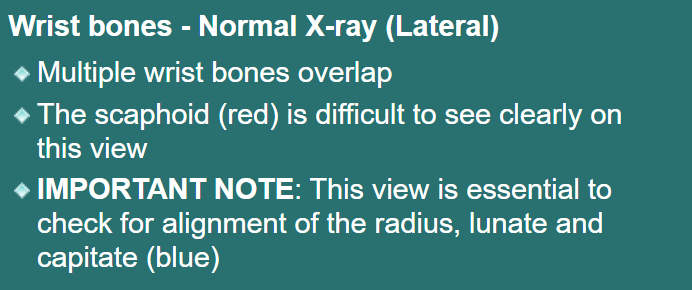 Wrist bones - Normal X-ray (Lateral)
Multiple wrist bones overlap
The scaphoid (red) is difficult to see clearly on
this view
IMPORTANT NOTE: This view is essential to
check for alignment of the radius, lunate and
capitate (blue)